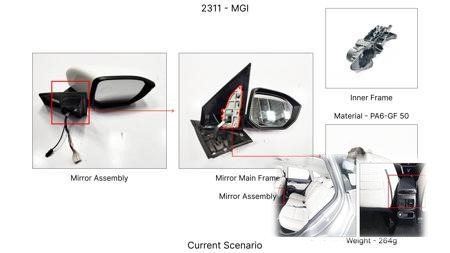 2311 - MGI
Inner Frame
Material - PA6-GF 50
Mirror Assembly
Mirror Main Frame
Mirror Assembly
Weight - 264g
Current Scenario